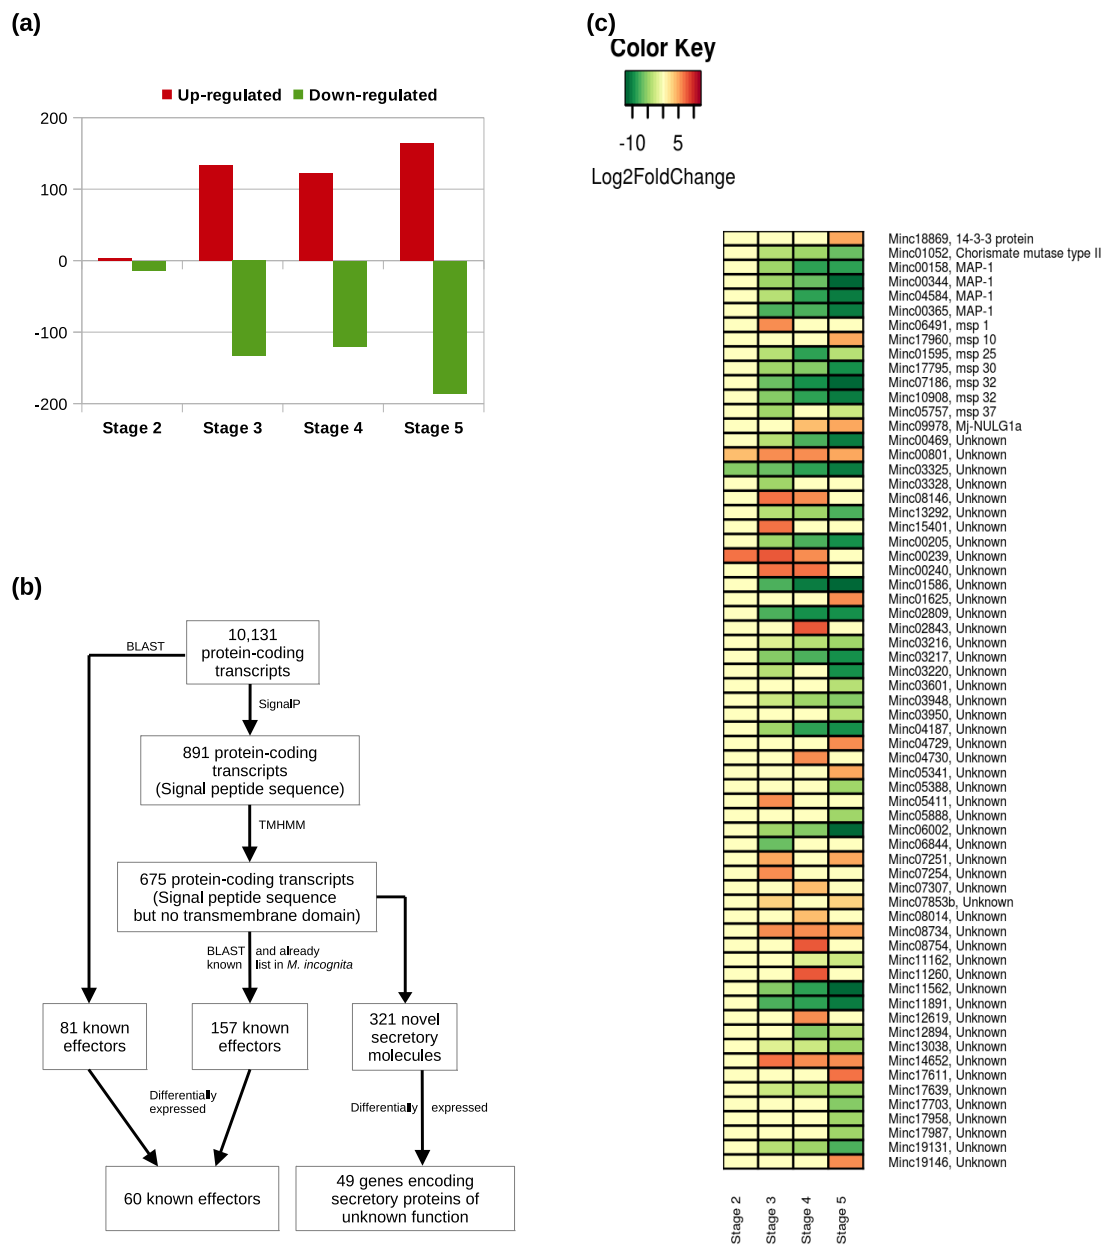 (a)
Up-regulated Down-regulated
200
100
0
-100
-200
Stage 2 Stage 3 Stage 4 Stage 5
(b)
10,131
protein-coding
transcripts
BLAST
SignalP
891 protein-coding
transcripts
(Signal peptide sequence)
TMHMM
675 protein-coding transcripts
(Signal peptide sequence
but no transmembrane domain)
BLAST and already
known list in M. incognita
81 known
effectors
157 known
effectors
321 novel
secretory
molecules
Differentially
expressed
Differentially expressed
60 known effectors
49 genes encoding
secretory proteins of
unknown function
(c)
Color Key
-10 5
Log2FoldChange
Minc18869, 14-3-3 protein
Minc01052, Chorismate mutase type II
Minc00158, MAP-1
Minc00344, MAP-1
Minc04584, MAP-1
Minc00365, MAP-1
Minc06491, msp 1
Minc17960, msp 10
Minc01595, msp 25
Minc17795, msp 30
Minc07186, msp 32
Minc10908, msp 32
Minc05757, msp 37
Minc09978, Mj-NULG1a
Minc00469, Unknown
Minc00801, Unknown
Minc03325, Unknown
Minc03328, Unknown
Minc08146, Unknown
Minc13292, Unknown
Minc15401, Unknown
Minc00205, Unknown
Minc00239, Unknown
Minc00240, Unknown
Minc01586, Unknown
Minc01625, Unknown
Minc02809, Unknown
Minc02843, Unknown
Minc03216, Unknown
Minc03217, Unknown
Minc03220, Unknown
Minc03601, Unknown
Minc03948, Unknown
Minc03950, Unknown
Minc04187, Unknown
Minc04729, Unknown
Minc04730, Unknown
Minc05341, Unknown
Minc05388, Unknown
Minc05411, Unknown
Minc05888, Unknown
Minc06002, Unknown
Minc06844, Unknown
Minc07251, Unknown
Minc07254, Unknown
Minc07307, Unknown
Minc07853b, Unknown
Minc08014, Unknown
Minc08734, Unknown
Minc08754, Unknown
Minc11162, Unknown
Minc11260, Unknown
Minc11562, Unknown
Minc11891, Unknown
Minc12619, Unknown
Minc12894, Unknown
Minc13038, Unknown
Minc14652, Unknown
Minc17611, Unknown
Minc17639, Unknown
Minc17703, Unknown
Minc17958, Unknown
Minc17987, Unknown
Minc19131, Unknown
Minc19146, Unknown
Stage 2
Stage 3
Stage 4
Stage 5